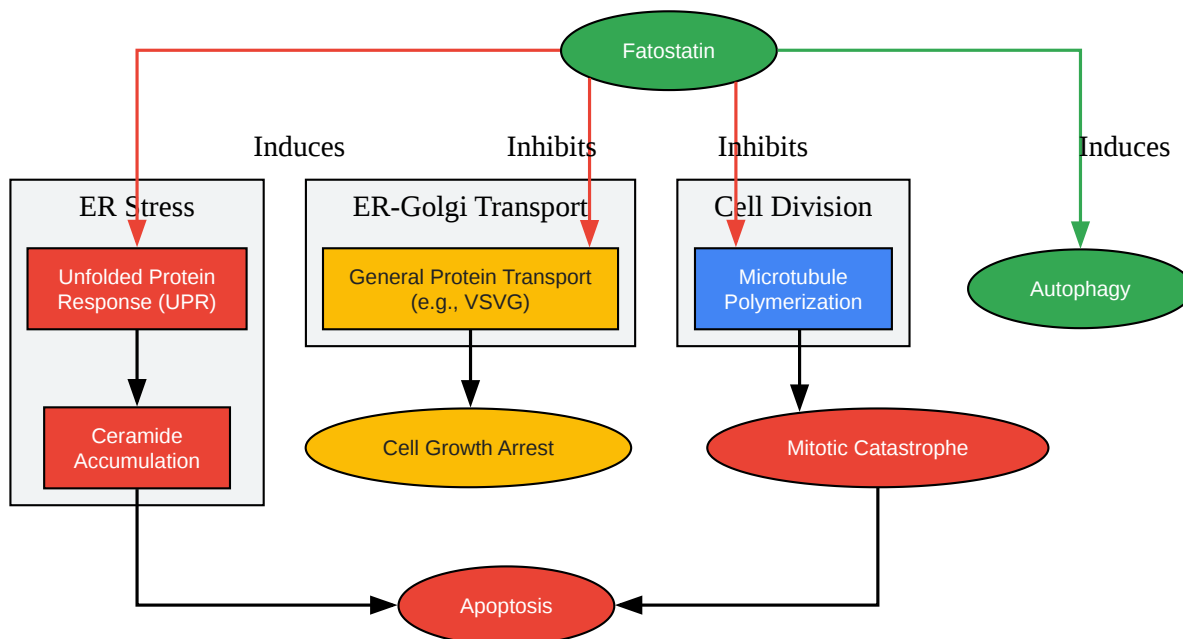 Fatostatin
Induces
Inhibits
Inhibits
Induces
ER Stress
ER-Golgi Transport
Cell Division
Unfolded Protein
Response (UPR)
General Protein Transport
(e.g., VSVG)
Microtubule
Polymerization
Autophagy
Ceramide
Accumulation
Cell Growth Arrest
Mitotic Catastrophe
Apoptosis